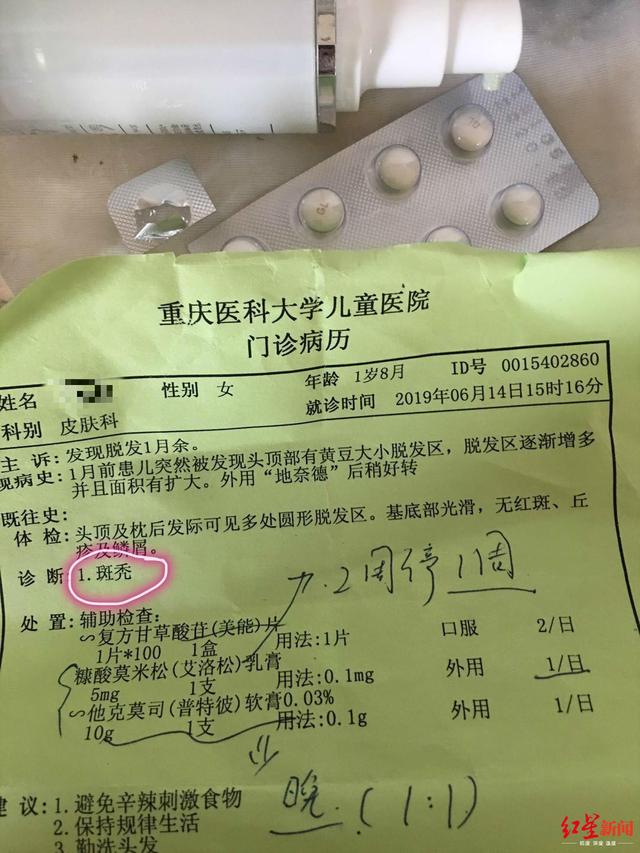 重庆医科大学儿童医院
门诊病历
姓名 性别 女 年龄 1岁8月 ID号 0015402860
科别 皮肤科 就诊时间 2019年06月14日15时16分
主 诉：发现脱发1月余。
现病史：1月前患儿突然被发现头顶部有黄豆大小脱发区，脱发区逐渐增多
并且面积有扩大。外用“地奈德”后稍好转
既往史：
体 检：头顶及枕后发际可见多处圆形脱发区。基底部光滑，无红斑、丘
疹及鳞屑。
诊 断：1.斑秃
2周停1周
处 置：辅助检查：
复方甘草酸苷(美能)片
1片*100 1盒 用法：1片 口服 2/日
糠酸莫米松(艾洛松)乳膏
5mg 1支 用法：0.1mg 外用 1/日
他克莫司(普特彼)软膏0.03%
10g 1支 用法：0.1g 外用 1/日
晚.(1:1)
建 议：1.避免辛辣刺激食物
2.保持规律生活
3.勤洗头发
红星新闻